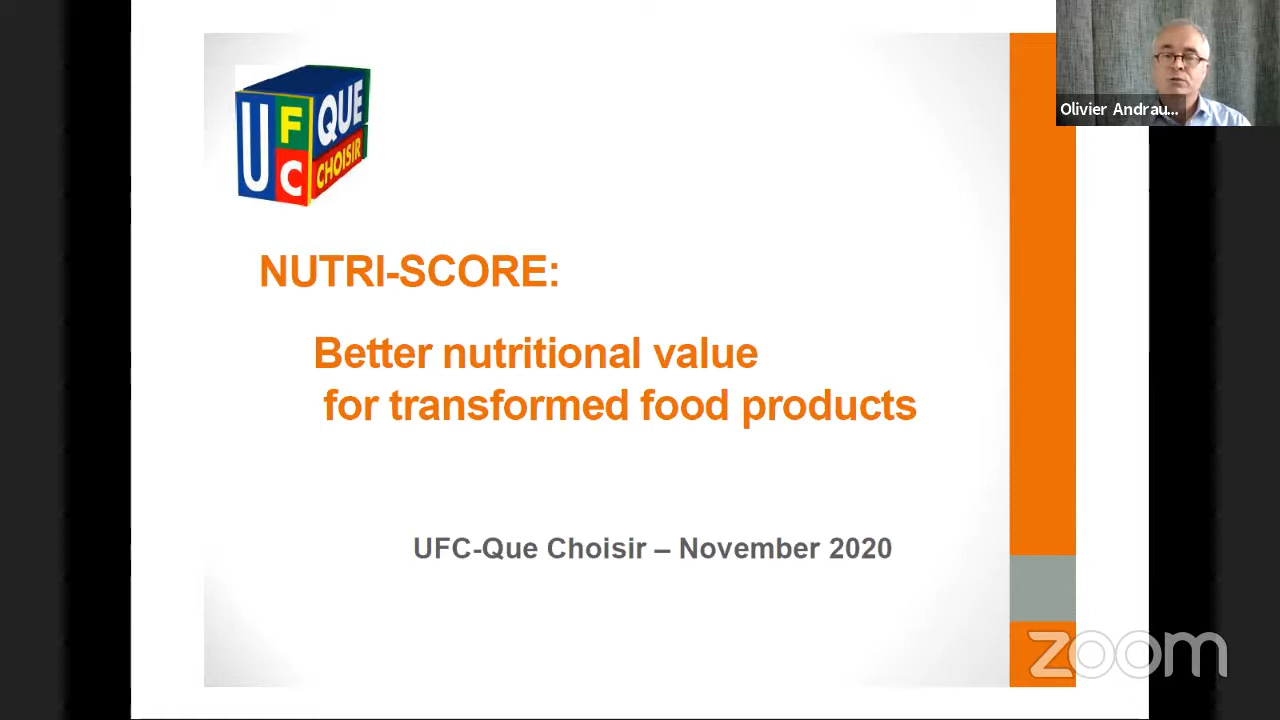 UFC QUE CHOISIR
Olivier Andrau...
NUTRI-SCORE:
Better nutritional value
for transformed food products
UFC-Que Choisir – November 2020
zoom